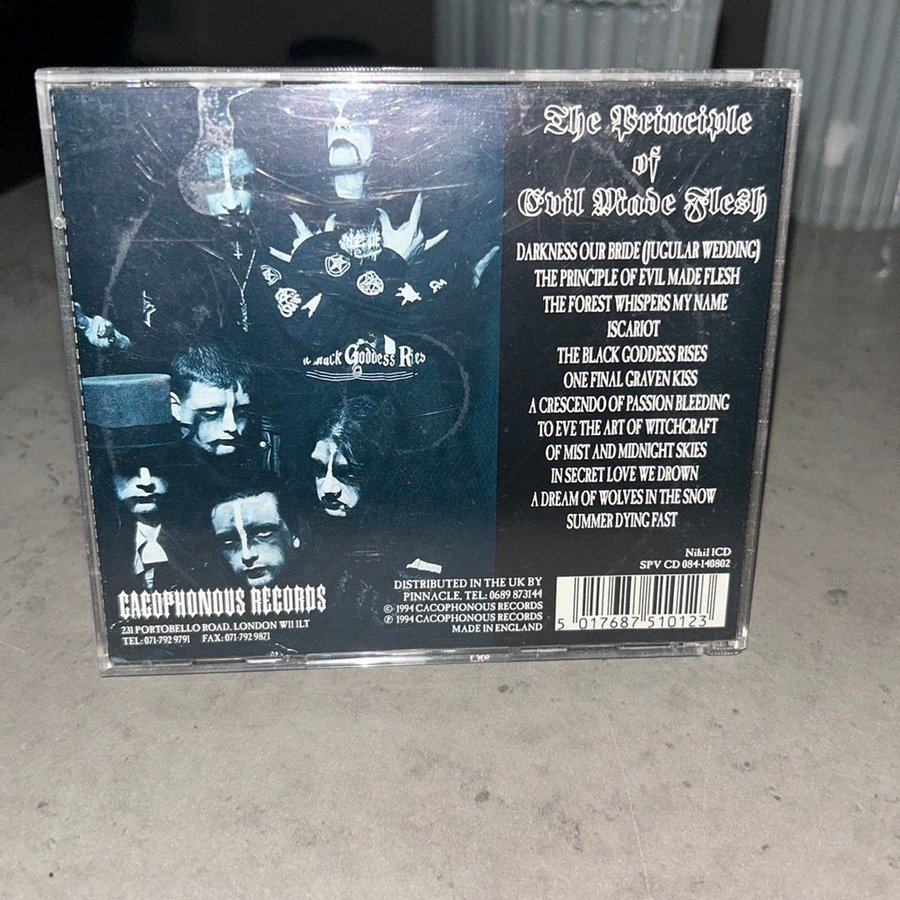 The Principle
of
Evil Made Flesh
DARKNESS OUR BRIDE (JUGULAR WEDDING)
THE PRINCIPLE OF EVIL MADE FLESH
THE FOREST WHISPERS MY NAME
ISCARIOT
THE BLACK GODDESS RISES
ONE FINAL GRAVEN KISS
A CRESCENDO OF PASSION BLEEDING
TO EVE THE ART OF WITCHCRAFT
OF MIST AND MIDNIGHT SKIES
IN SECRET LOVE WE DROWN
A DREAM OF WOLVES IN THE SNOW
SUMMER DYING FAST
Nihil 1CD
SPV CD 084-140802
5 017687 510123
Black Goddess Rises
CACOPHONOUS RECORDS
231 PORTOBELLO ROAD, LONDON W11 1LT
TEL: 071-792 9791 FAX: 071-792 9871
DISTRIBUTED IN THE UK BY
PINNACLE, TEL: 0689 873144
© 1994 CACOPHONOUS RECORDS
℗ 1994 CACOPHONOUS RECORDS
MADE IN ENGLAND